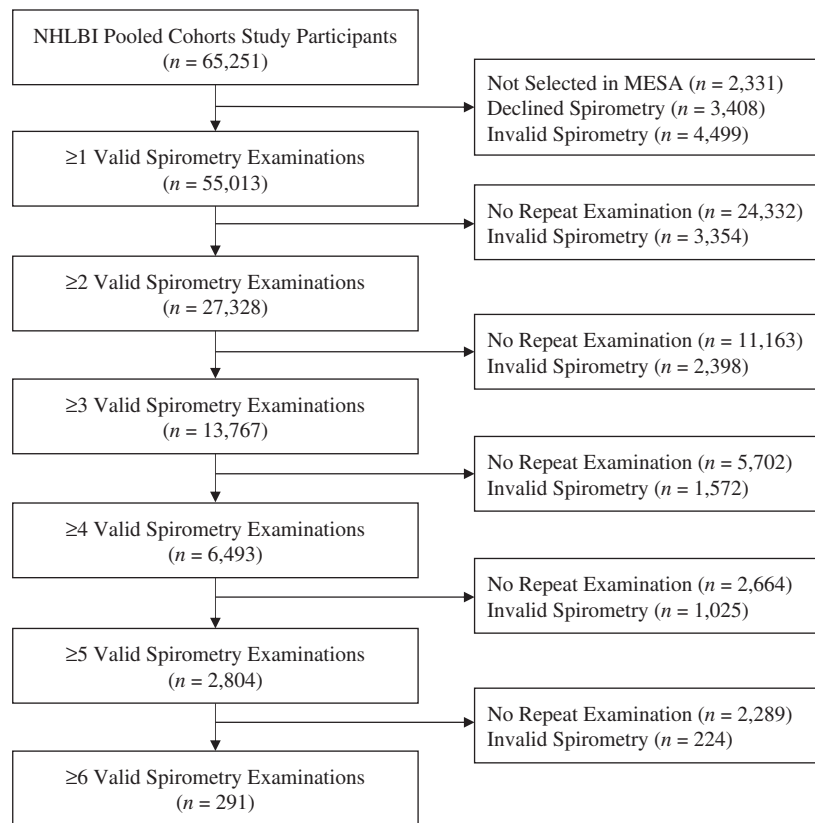 NHLBI Pooled Cohorts Study Participants
(n = 65,251)
Not Selected in MESA (n = 2,331)
Declined Spirometry (n = 3,408)
Invalid Spirometry (n = 4,499)
≥1 Valid Spirometry Examinations
(n = 55,013)
No Repeat Examination (n = 24,332)
Invalid Spirometry (n = 3,354)
≥2 Valid Spirometry Examinations
(n = 27,328)
No Repeat Examination (n = 11,163)
Invalid Spirometry (n = 2,398)
≥3 Valid Spirometry Examinations
(n = 13,767)
No Repeat Examination (n = 5,702)
Invalid Spirometry (n = 1,572)
≥4 Valid Spirometry Examinations
(n = 6,493)
No Repeat Examination (n = 2,664)
Invalid Spirometry (n = 1,025)
≥5 Valid Spirometry Examinations
(n = 2,804)
No Repeat Examination (n = 2,289)
Invalid Spirometry (n = 224)
≥6 Valid Spirometry Examinations
(n = 291)